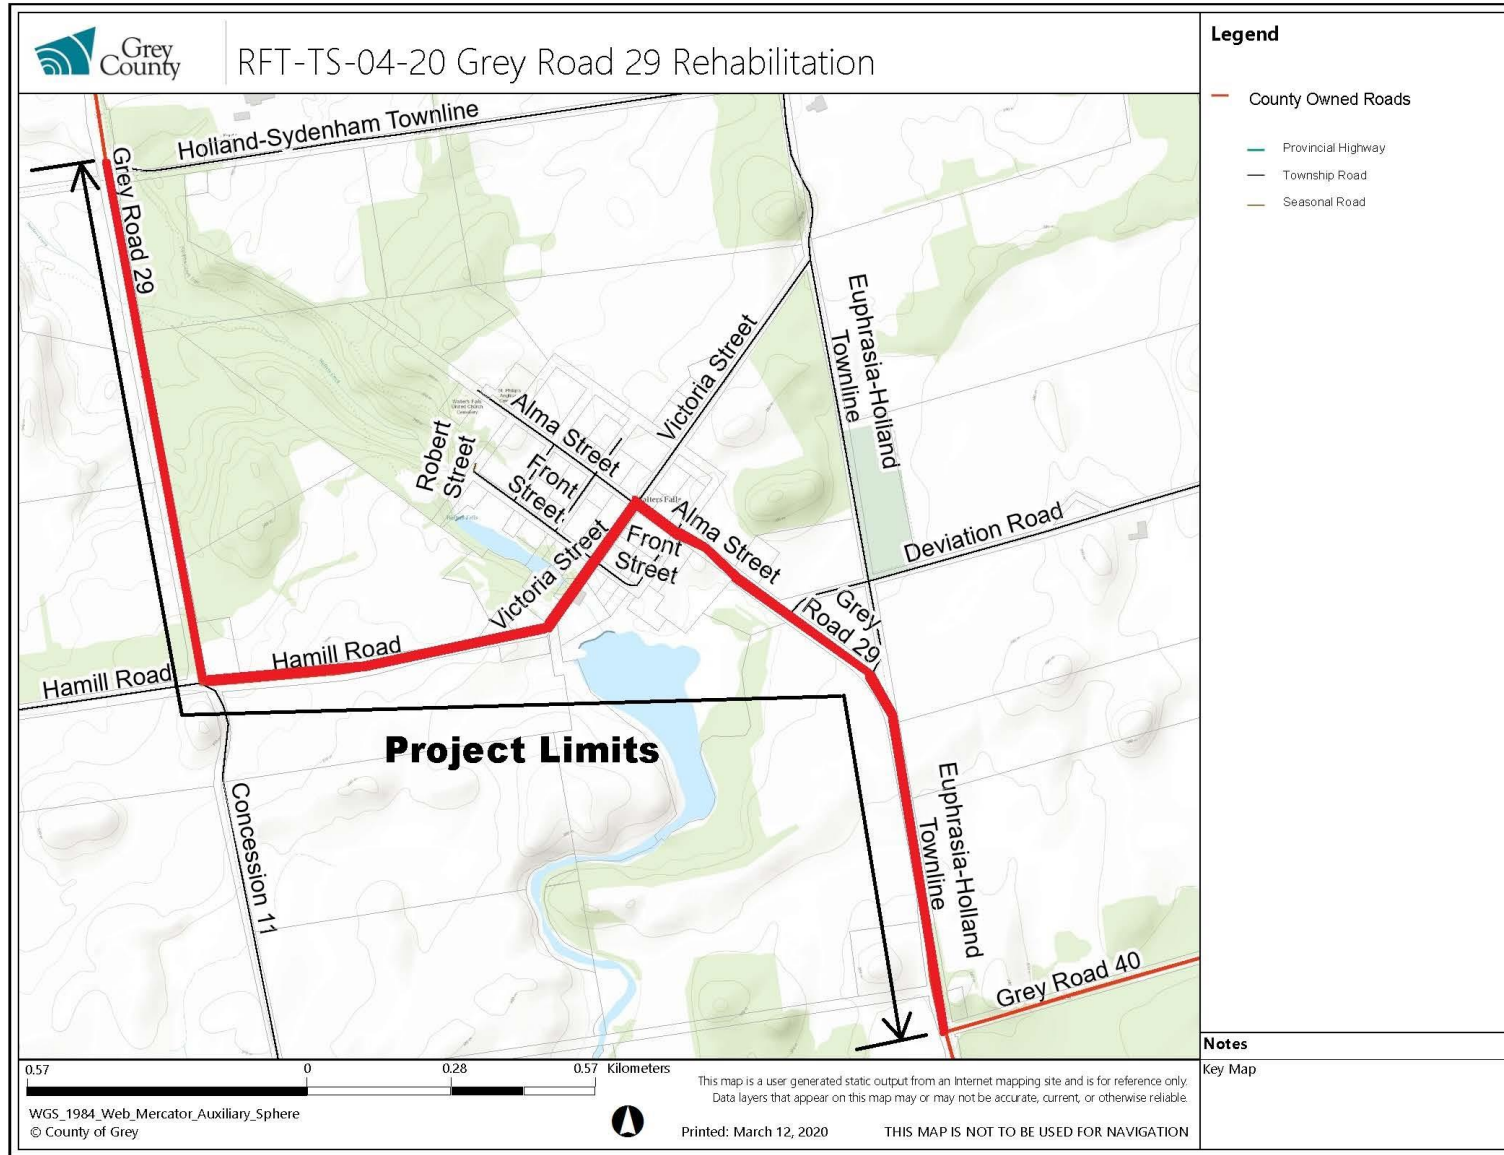 Grey
County
RFT-TS-04-20 Grey Road 29 Rehabilitation
Legend
County Owned Roads
Provincial Highway
Township Road
Seasonal Road
Holland-Sydenham Townline
Grey Road 29
Euphrasia-Holland
Townline
Victoria Street
Alma Street
Robert
Street
Front
Street
Alma Street
Deviation Road
Front
Street
Victoria Street
Grey
Road 29
Hamill Road
Hamill Road
Project Limits
Concession 11
Euphrasia-Holland
Townline
Grey Road 40
0.57
0
0.28
0.57 Kilometers
WGS_1984_Web_Mercator_Auxiliary_Sphere
© County of Grey
This map is a user generated static output from an Internet mapping site and is for reference only.
Data layers that appear on this map may or may not be accurate, current, or otherwise reliable.
Printed: March 12, 2020
THIS MAP IS NOT TO BE USED FOR NAVIGATION
Notes
Key Map